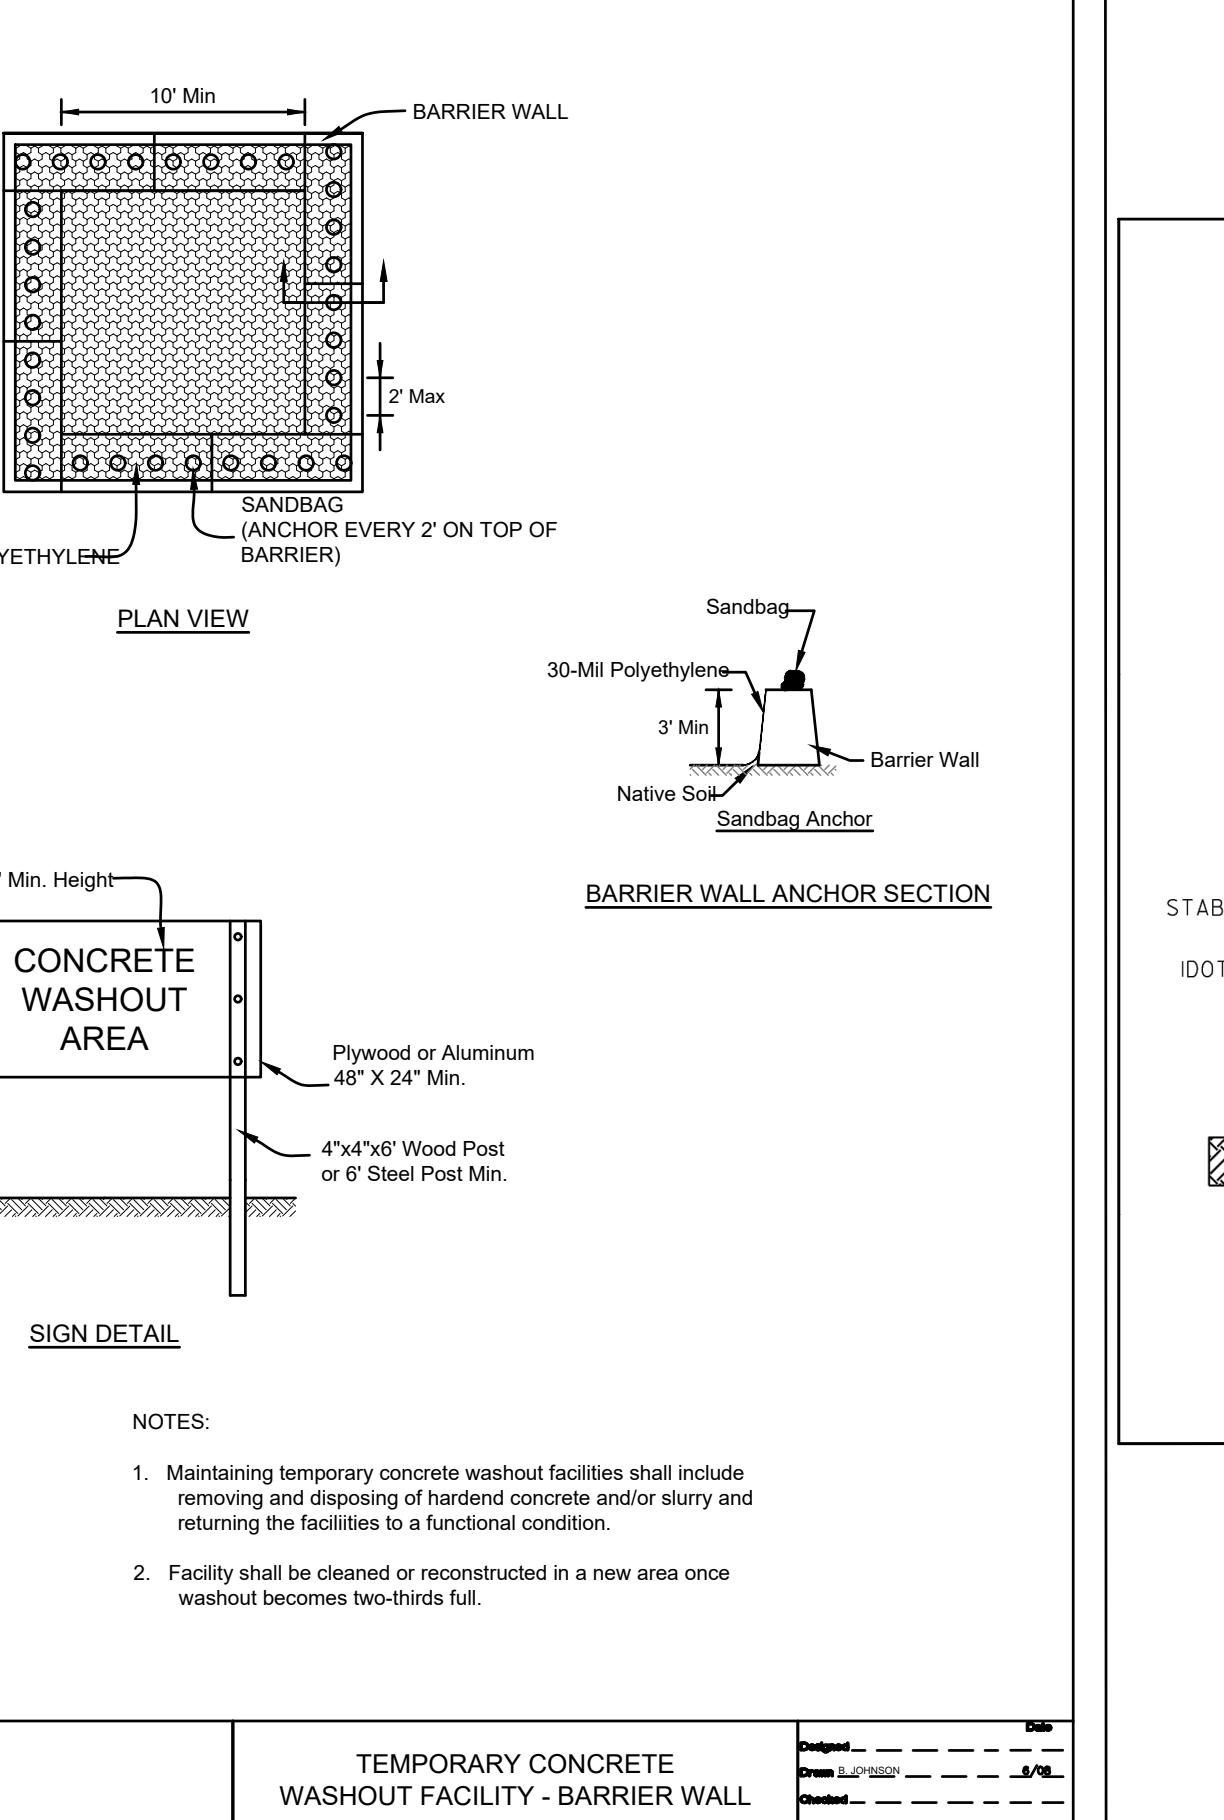 10' Min
BARRIER WALL
2' Max
SANDBAG
(ANCHOR EVERY 2' ON TOP OF
BARRIER)
YETHYLENE
PLAN VIEW
Sandbag
30-Mil Polyethylene
3' Min
Barrier Wall
Native Soil
Sandbag Anchor
BARRIER WALL ANCHOR SECTION
' Min. Height
CONCRETE
WASHOUT
AREA
Plywood or Aluminum
48" X 24" Min.
4"x4"x6' Wood Post
or 6' Steel Post Min.
SIGN DETAIL
NOTES:
1. Maintaining temporary concrete washout facilities shall include
removing and disposing of hardend concrete and/or slurry and
returning the faciliities to a functional condition.
2. Facility shall be cleaned or reconstructed in a new area once
washout becomes two-thirds full.
TEMPORARY CONCRETE
WASHOUT FACILITY - BARRIER WALL
Date
Designed
Drawn B. JOHNSON 6/08
Checked
STAB
IDOT